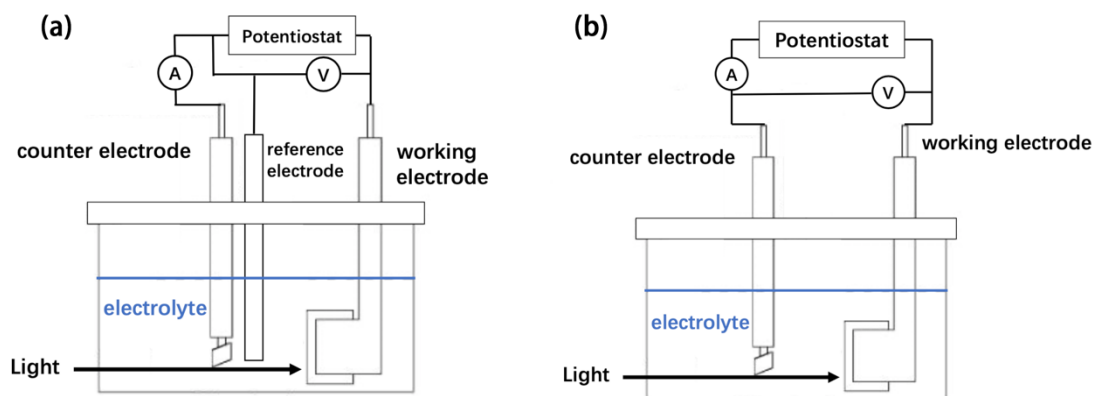 (a)
Potentiostat
A
V
counter electrode
reference
electrode
working
electrode
electrolyte
Light
(b)
Potentiostat
A
V
counter electrode
working electrode
electrolyte
Light